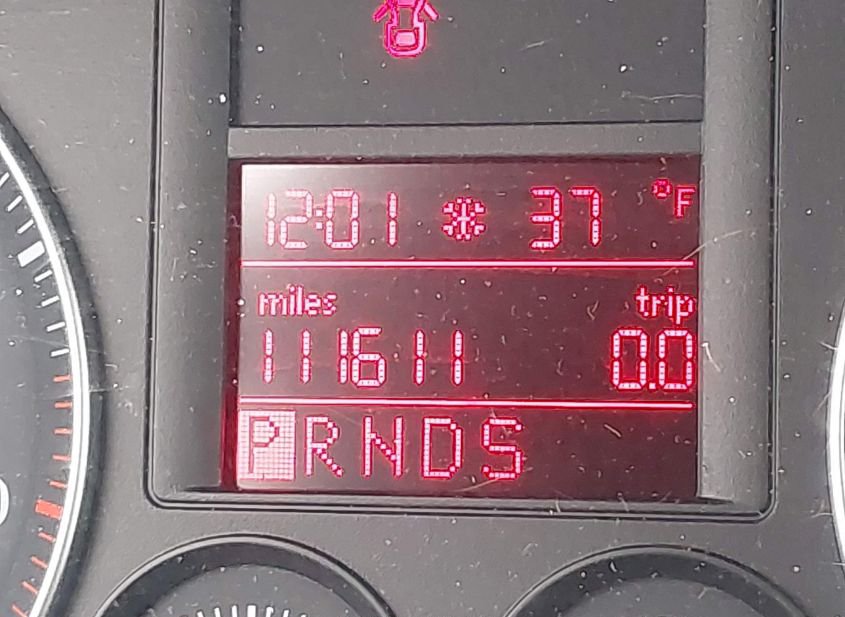 12:01 * 37 °F
miles trip
111611 0.0
PRNDS